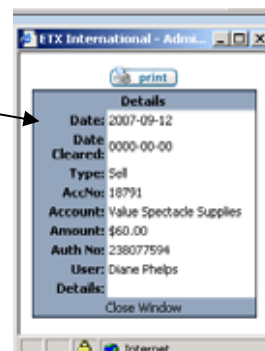 ETX International - Admi...
print
Details
Date: 2007-09-12
Date Cleared: 0000-00-00
Type: Sell
AccNo: 18791
Account: Value Spectacle Supplies
Amount: $60.00
Auth No: 238077594
User: Diane Phelps
Details:
Close Window
Internet